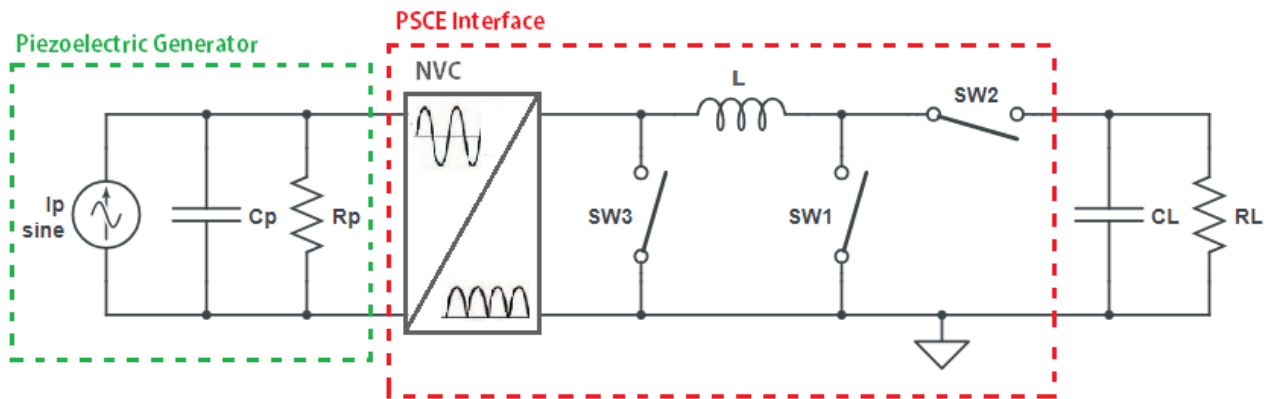 PSCE Interface
Piezoelectric Generator
NVC
L
SW2
Ip
sine
Cp
Rp
SW3
SW1
CL
RL